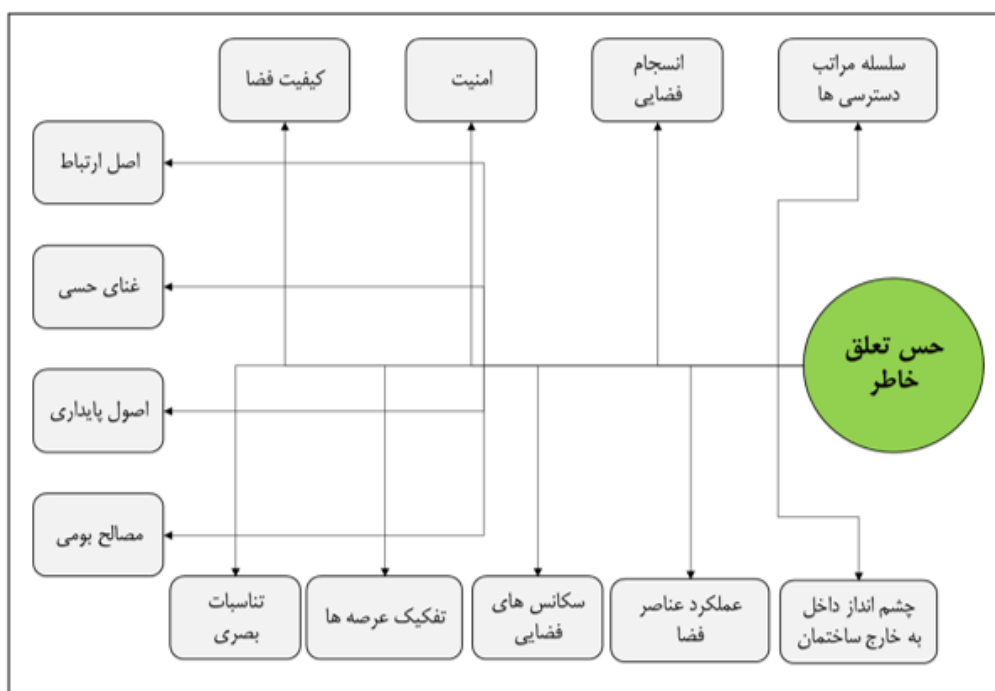 سلسله مراتب
دسترسی ها
انسجام
فضایی
امنیت
کیفیت فضا
اصل ارتباط
غنای حسی
اصول پایداری
مصالح بومی
حس تعلق
خاطر
چشم انداز داخل
به خارج ساختمان
عملکرد عناصر
فضا
سکانس های
فضایی
تفکیک عرصه ها
تناسبات
بصری